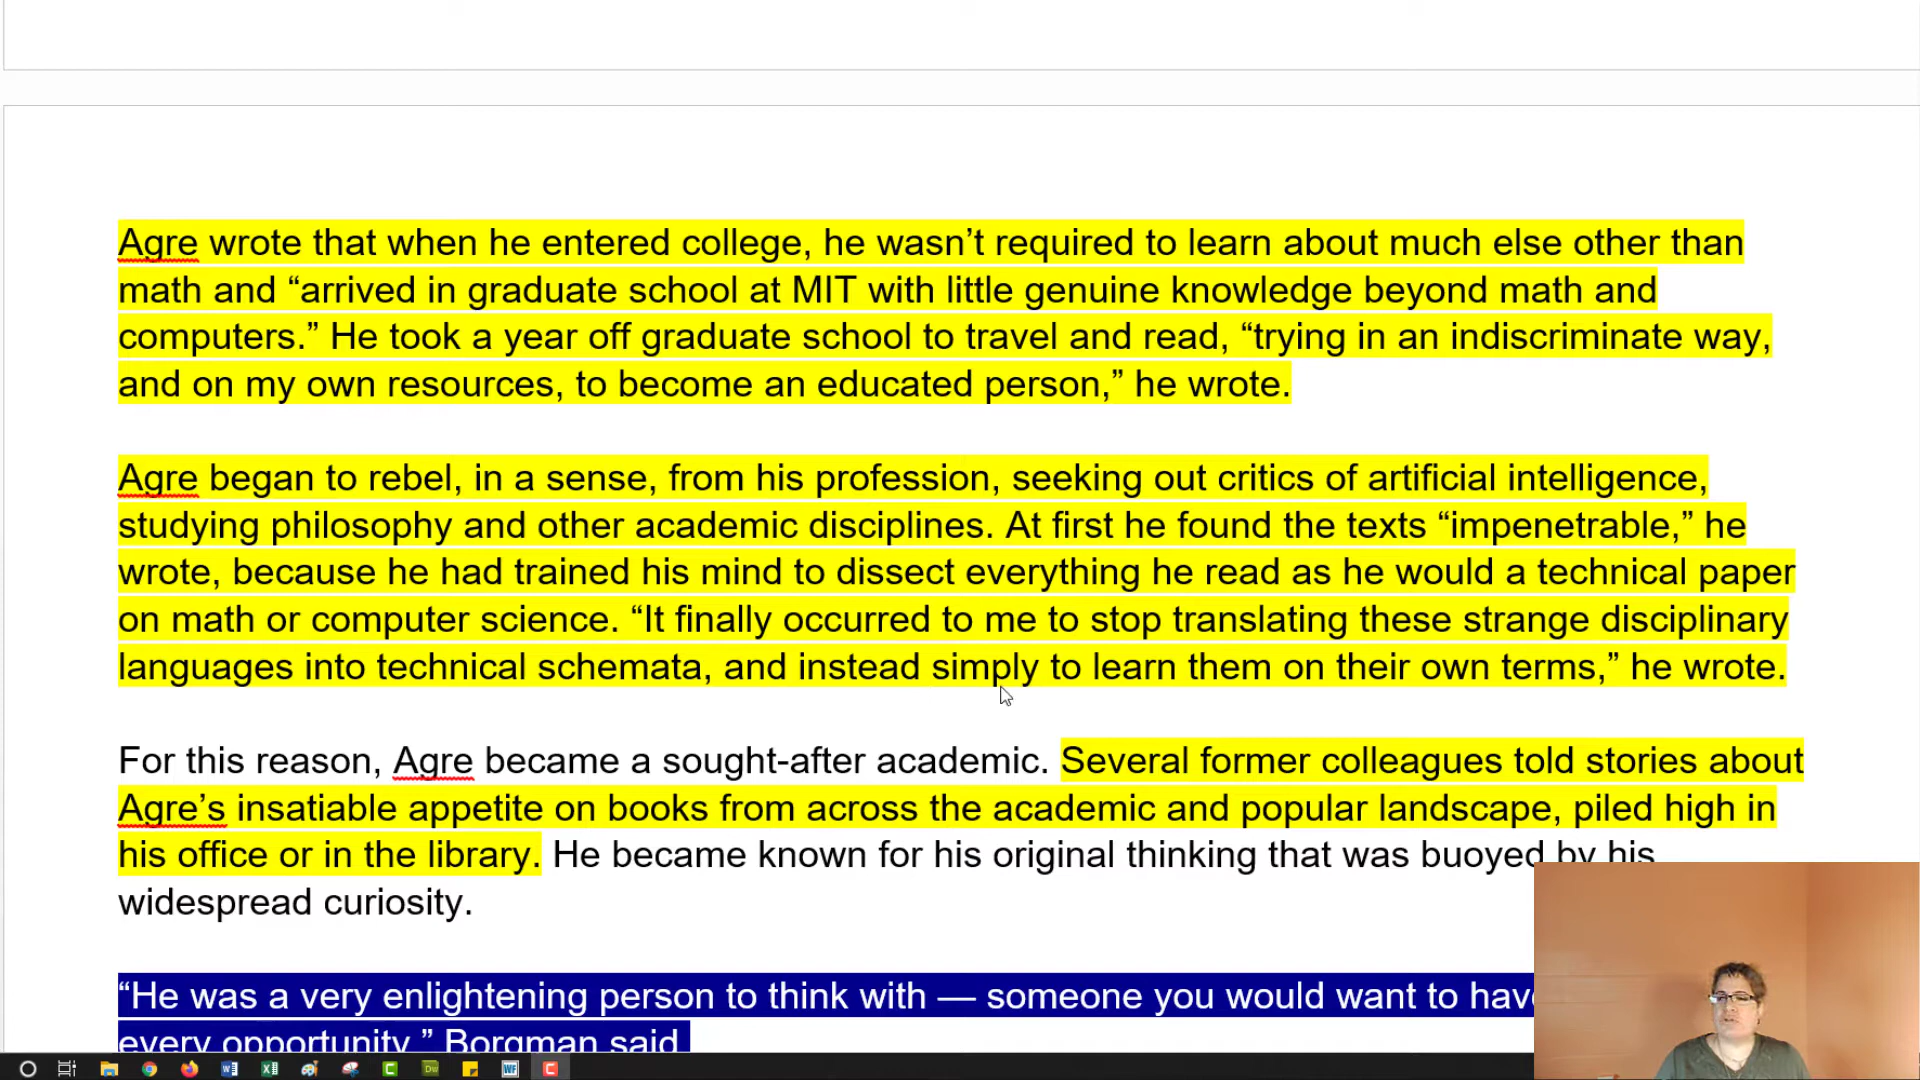 Agre wrote that when he entered college, he wasn’t required to learn about much else other than
math and “arrived in graduate school at MIT with little genuine knowledge beyond math and
computers.” He took a year off graduate school to travel and read, “trying in an indiscriminate way,
and on my own resources, to become an educated person,” he wrote.
Agre began to rebel, in a sense, from his profession, seeking out critics of artificial intelligence,
studying philosophy and other academic disciplines. At first he found the texts “impenetrable,” he
wrote, because he had trained his mind to dissect everything he read as he would a technical paper
on math or computer science. “It finally occurred to me to stop translating these strange disciplinary
languages into technical schemata, and instead simply to learn them on their own terms,” he wrote.
For this reason, Agre became a sought-after academic. Several former colleagues told stories about
Agre’s insatiable appetite on books from across the academic and popular landscape, piled high in
his office or in the library. He became known for his original thinking that was buoyed by his
widespread curiosity.
“He was a very enlightening person to think with — someone you would want to have
every opportunity,” Borgman said